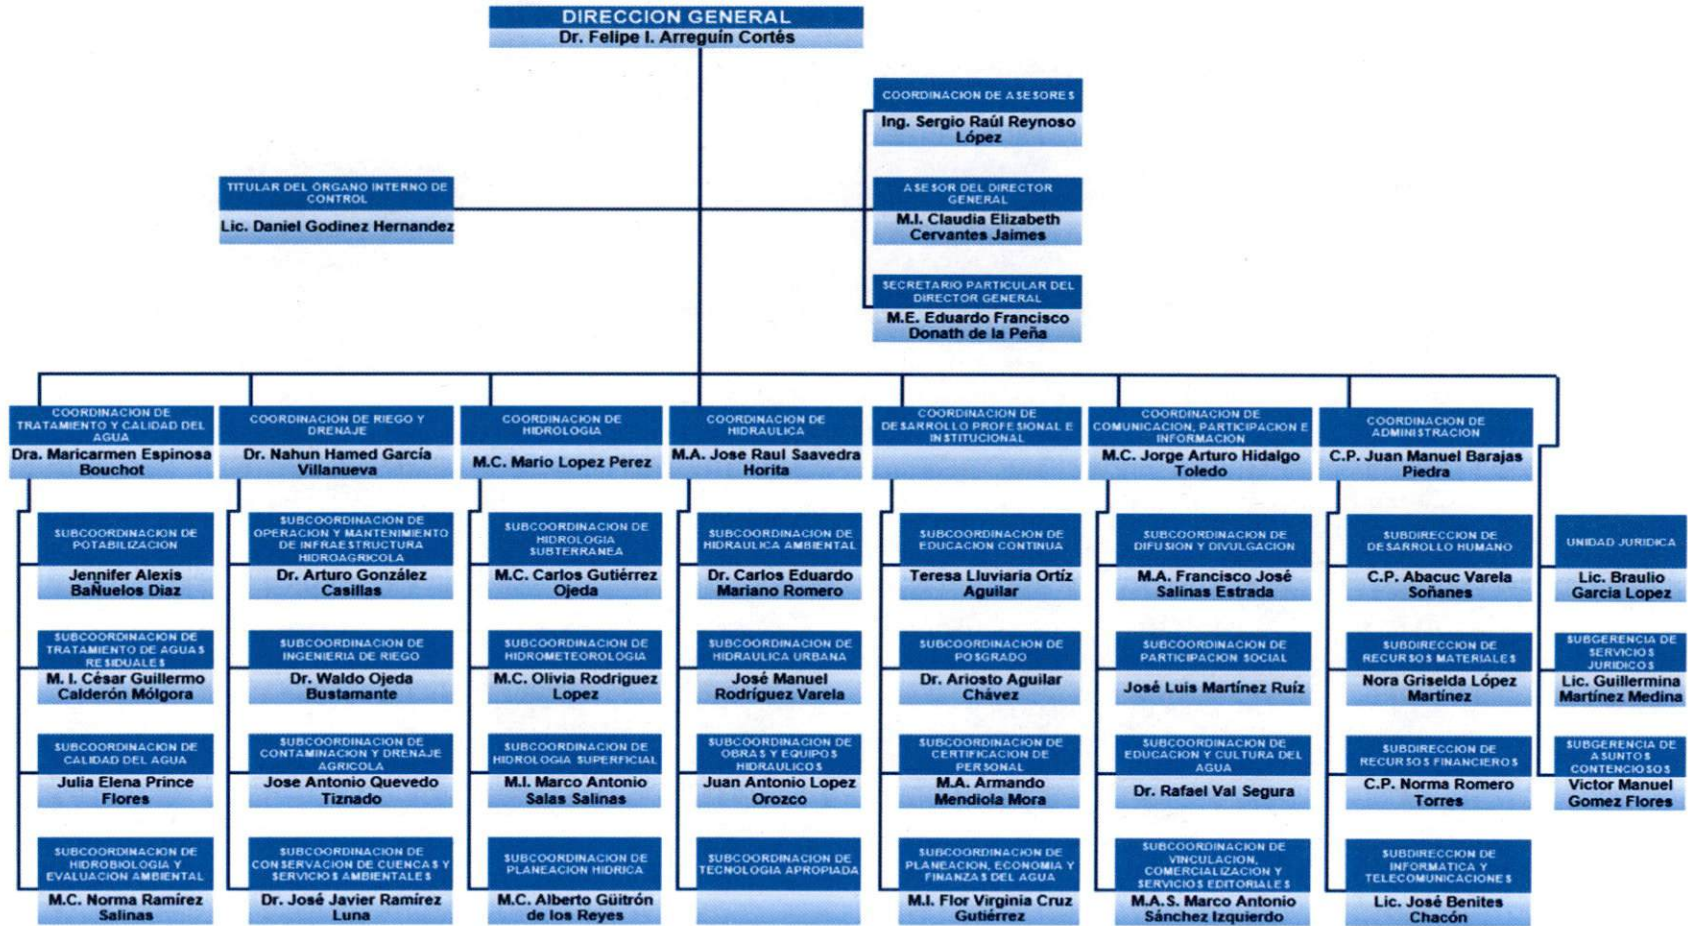 DIRECCION GENERAL
Dr. Felipe I. Arreguín Cortés
COORDINACION DE ASESORES
Ing. Sergio Raúl Reynoso
López
TITULAR DEL ORGANO INTERNO DE
CONTROL
Lic. Daniel Godinez Hernandez
ASESOR DEL DIRECTOR
GENERAL
M.I. Claudia Elizabeth
Cervantes Jaimes
SECRETARIO PARTICULAR DEL
DIRECTOR GENERAL
M.E. Eduardo Francisco
Donath de la Peña
COORDINACION DE
TRATAMIENTO Y CALIDAD DEL
AGUA
Dra. Maricarmen Espinosa
Bouchot
COORDINACION DE RIEGO Y
DRENAJE
Dr. Nahun Hamed García
Villanueva
COORDINACION DE
HIDROLOGIA
M.C. Mario Lopez Perez
COORDINACION DE
HIDRAULICA
M.A. Jose Raul Saavedra
Horita
COORDINACION DE
DESARROLLO PROFESIONAL E
INSTITUCIONAL
COORDINACION DE
COMUNICACION, PARTICIPACION E
INFORMACION
M.C. Jorge Arturo Hidalgo
Toledo
COORDINACION DE
ADMINISTRACION
C.P. Juan Manuel Barajas
Piedra
SUBCOORDINACION DE
POTABILIZACION
Jennifer Alexis
BaÑuelos Diaz
SUBCOORDINACION DE
OPERACION Y MANTENIMIENTO
DE INFRAESTRUCTURA
HIDROAGRICOLA
Dr. Arturo González
Casillas
SUBCOORDINACION DE
HIDROLOGIA
SUBTERRANEA
M.C. Carlos Gutiérrez
Ojeda
SUBCOORDINACION DE
HIDRAULICA AMBIENTAL
Dr. Carlos Eduardo
Mariano Romero
SUBCOORDINACION DE
EDUCACION CONTINUA
Teresa Lluviaria Ortíz
Aguilar
SUBCOORDINACION DE
DIFUSION Y DIVULGACION
M.A. Francisco José
Salinas Estrada
SUBDIRECCION DE
DESARROLLO HUMANO
C.P. Abacuc Varela
Soñanes
UNIDAD JURIDICA
Lic. Braulio
Garcia Lopez
SUBCOORDINACION DE
TRATAMIENTO DE AGUAS
RESIDUALES
M. I. César Guillermo
Calderón Mólgora
SUBCOORDINACION DE
INGENIERIA DE RIEGO
Dr. Waldo Ojeda
Bustamante
SUBCOORDINACION DE
HIDROMETEOROLOGIA
M.C. Olivia Rodriguez
Lopez
SUBCOORDINACION DE
HIDRAULICA URBANA
José Manuel
Rodríguez Varela
SUBCOORDINACION DE
POSGRADO
Dr. Ariosto Aguilar
Chávez
SUBCOORDINACION DE
PARTICIPACION SOCIAL
José Luis Martínez Ruíz
SUBDIRECCION DE
RECURSOS MATERIALES
Nora Griselda López
Martínez
SUBGERENCIA DE
SERVICIOS
JURIDICOS
Lic. Guillermina
Martínez Medina
SUBCOORDINACION DE
CALIDAD DEL AGUA
Julia Elena Prince
Flores
SUBCOORDINACION DE
CONTAMINACION Y DRENAJE
AGRICOLA
Jose Antonio Quevedo
Tiznado
SUBCOORDINACION DE
HIDROLOGIA SUPERFICIAL
M.I. Marco Antonio
Salas Salinas
SUBCOORDINACION DE
OBRAS Y EQUIPOS
HIDRAULICOS
Juan Antonio Lopez
Orozco
SUBCOORDINACION DE
CERTIFICACION DE
PERSONAL
M.A. Armando
Mendiola Mora
SUBCOORDINACION DE
EDUCACION Y CULTURA DEL
AGUA
Dr. Rafael Val Segura
SUBDIRECCION DE
RECURSOS FINANCIEROS
C.P. Norma Romero
Torres
SUBGERENCIA DE
ASUNTOS
CONTENCIOSOS
Victor Manuel
Gomez Flores
SUBCOORDINACION DE
HIDROBIOLOGIA Y
EVALUACION AMBIENTAL
M.C. Norma Ramírez
Salinas
SUBCOORDINACION DE
CONSERVACION DE CUENCAS Y
SERVICIOS AMBIENTALES
Dr. José Javier Ramírez
Luna
SUBCOORDINACION DE
PLANEACION HIDRICA
M.C. Alberto Güitrón
de los Reyes
SUBCOORDINACION DE
TECNOLOGIA APROPIADA
SUBCOORDINACION DE
PLANEACION, ECONOMIA Y
FINANZAS DEL AGUA
M.I. Flor Virginia Cruz
Gutiérrez
SUBCOORDINACION DE
VINCULACION,
COMERCIALIZACION Y
SERVICIOS EDITORIALES
M.A.S. Marco Antonio
Sánchez Izquierdo
SUBDIRECCION DE
INFORMATICA Y
TELECOMUNICACIONES
Lic. José Benites
Chacón